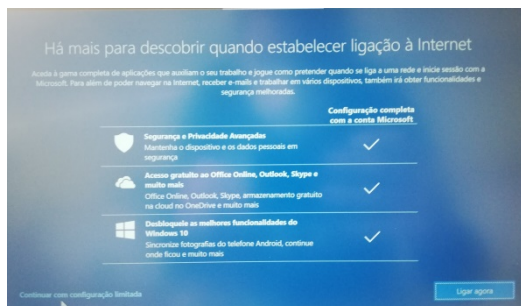 Há mais para descobrir quando estabelecer ligação à Internet
Aceda à gama completa de aplicações que auxiliam o seu trabalho e jogue como pretender quando se liga a uma rede e inicie sessão com a
Microsoft. Para além de poder navegar na Internet, receber e-mails e trabalhar em vários dispositivos, também irá obter funcionalidades e
segurança melhoradas.
Configuração completa
com a conta Microsoft
Segurança e Privacidade Avançadas
Mantenha o dispositivo e os dados pessoais em
segurança
Acesso gratuito ao Office Online, Outlook, Skype e
muito mais
Office Online, Outlook, Skype, armazenamento gratuito
na cloud no OneDrive e muito mais
Desbloqueie as melhores funcionalidades do
Windows 10
Sincronize fotografias do telefone Android, continue
onde ficou e muito mais
Continuar com configuração limitada
Ligar agora